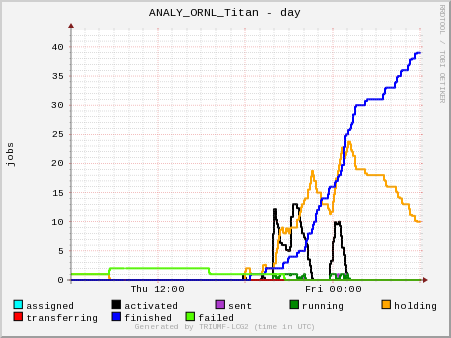 ANALY_ORNL_Titan - day
RRDTOOL / TOBI OETIKER
jobs
40
35
30
25
20
15
10
5
0
Thu 12:00 Fri 00:00
assigned activated sent running holding
transferring finished failed
Generated by TRIUMF-LCG2 (time in UTC)